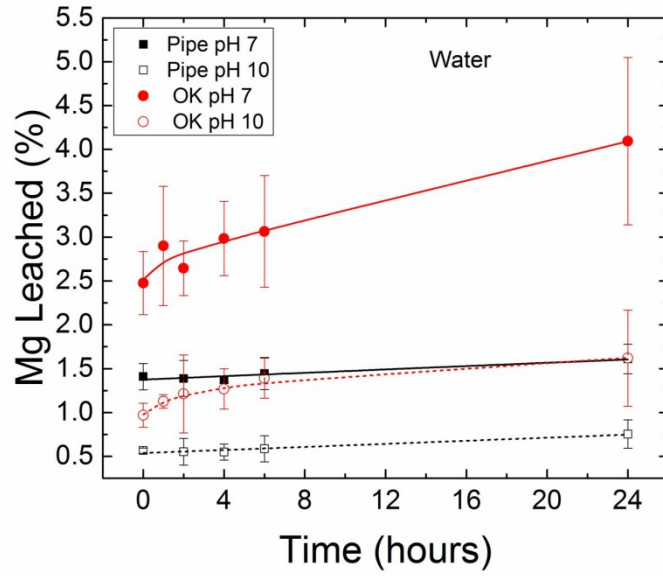 5.5
5.0
4.5
4.0
3.5
3.0
2.5
2.0
1.5
1.0
0.5
Mg Leached (%)
Pipe pH 7
Pipe pH 10
OK pH 7
OK pH 10
Water
0 4 8 12 16 20 24
Time (hours)